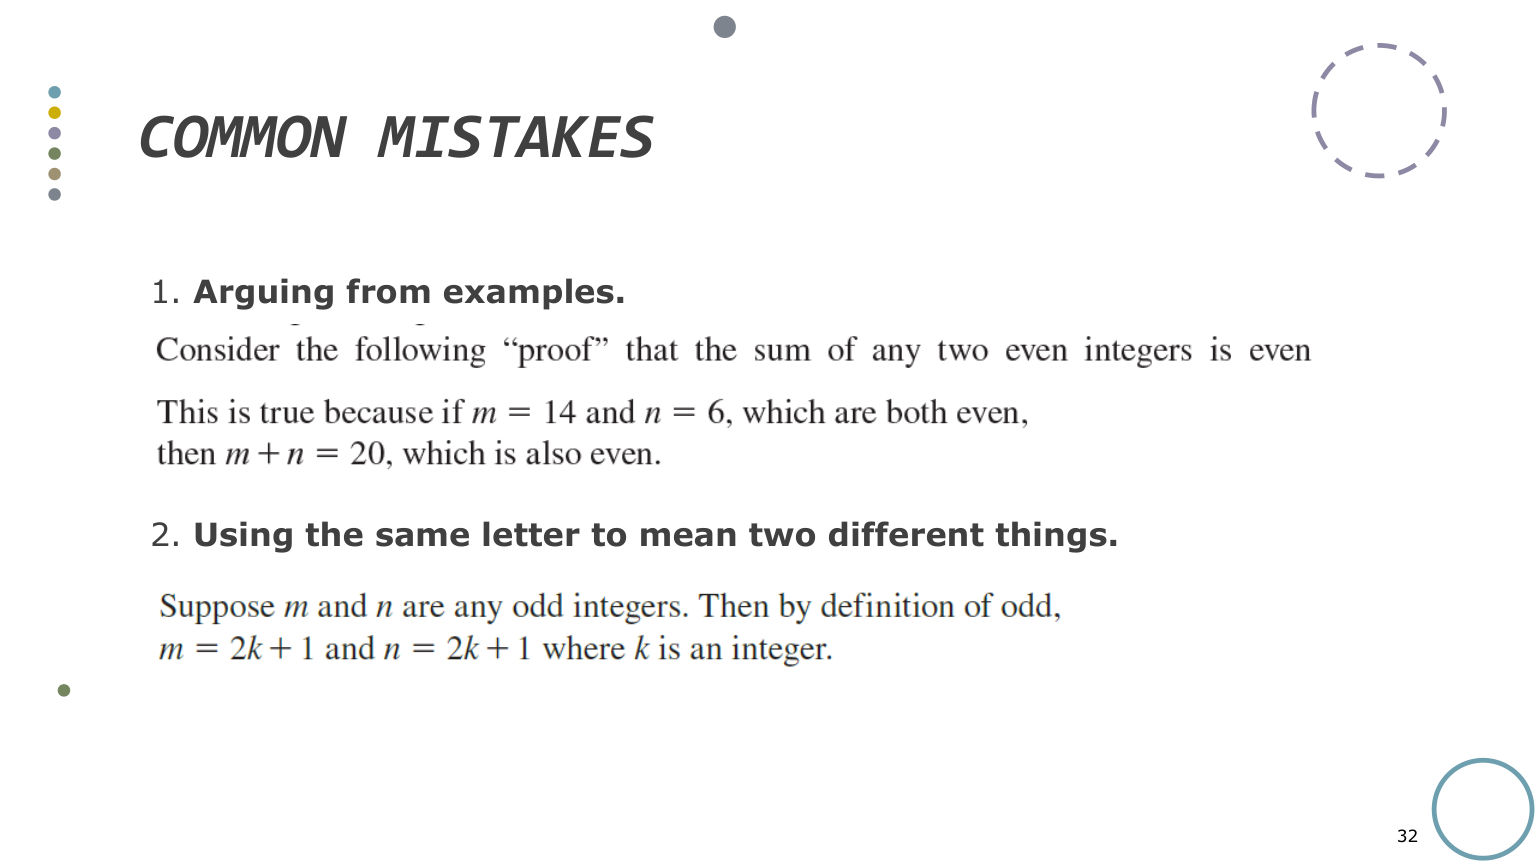 COMMON MISTAKES
1. Arguing from examples.
Consider the following “proof” that the sum of any two even integers is even
This is true because if m = 14 and n = 6, which are both even,
then m + n = 20, which is also even.
2. Using the same letter to mean two different things.
Suppose m and n are any odd integers. Then by definition of odd,
m = 2k + 1 and n = 2k + 1 where k is an integer.
32